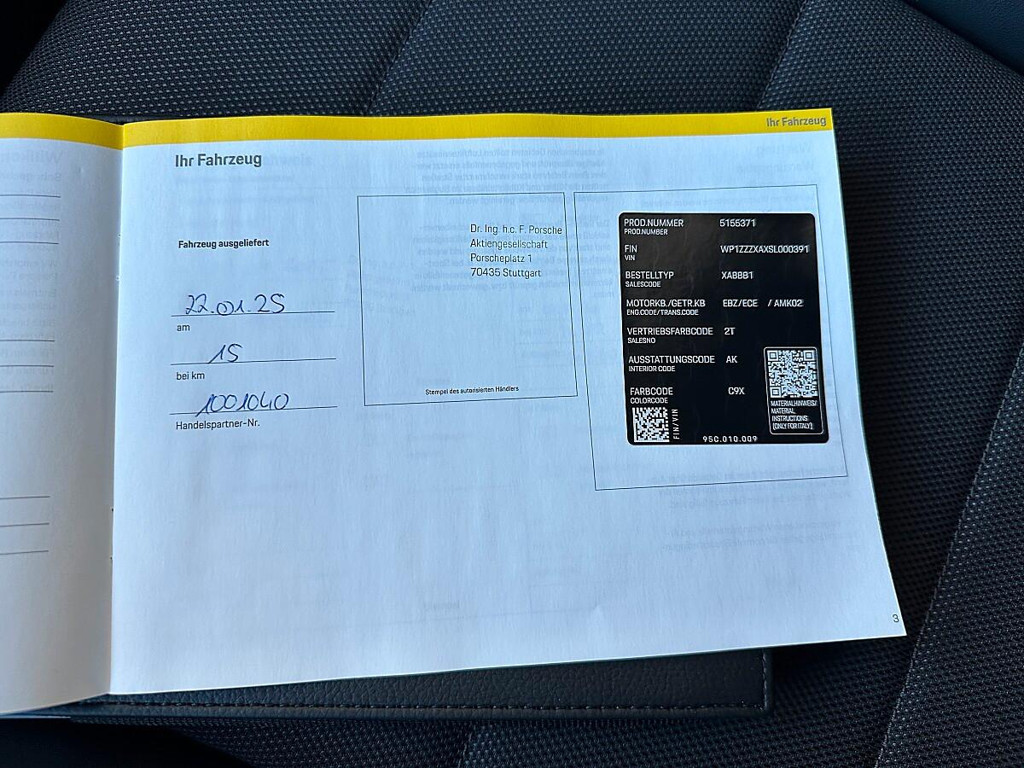 Ihr Fahrzeug
Ihr Fahrzeug
Fahrzeug ausgeliefert
22.01.25
am
15
bei km
1001040
Handelspartner-Nr.
Dr. Ing. h.c. F. Porsche
Aktiengesellschaft
Porscheplatz 1
70435 Stuttgart
Stempel des autorisierten Händlers
PROD.NUMMER 5155371
PROD.NUMBER
FIN WP1ZZZXAXSL000391
VIN
BESTELLTYP XABBB1
SALESCODE
MOTORKB./GETR.KB EBZ/ECE / AMK02
ENG.CODE/TRANS.CODE
VERTRIEBSFARBCODE 2T
SALESNO
AUSSTATTUNGSCODE AK
INTERIOR CODE
FARBCODE C9X
COLORCODE
FIN/VIN
MATERIALHINWEIS/
MATERIAL
INSTRUCTIONS
[ONLY FOR ITALY]
95C.010.009
3